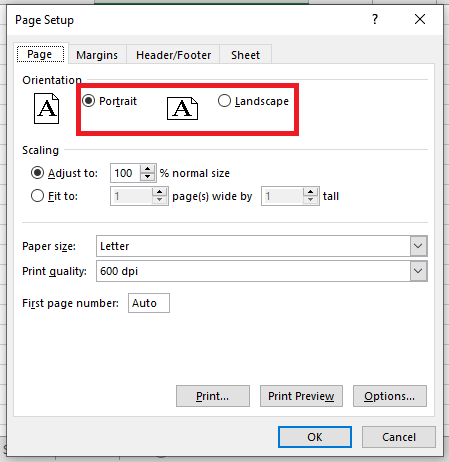 Page Setup ? ×
Page Margins Header/Footer Sheet
Orientation
A Portrait A Landscape
Scaling
Adjust to: 100 % normal size
Fit to: 1 page(s) wide by 1 tall
Paper size: Letter
Print quality: 600 dpi
First page number: Auto
Print... Print Preview Options...
OK Cancel